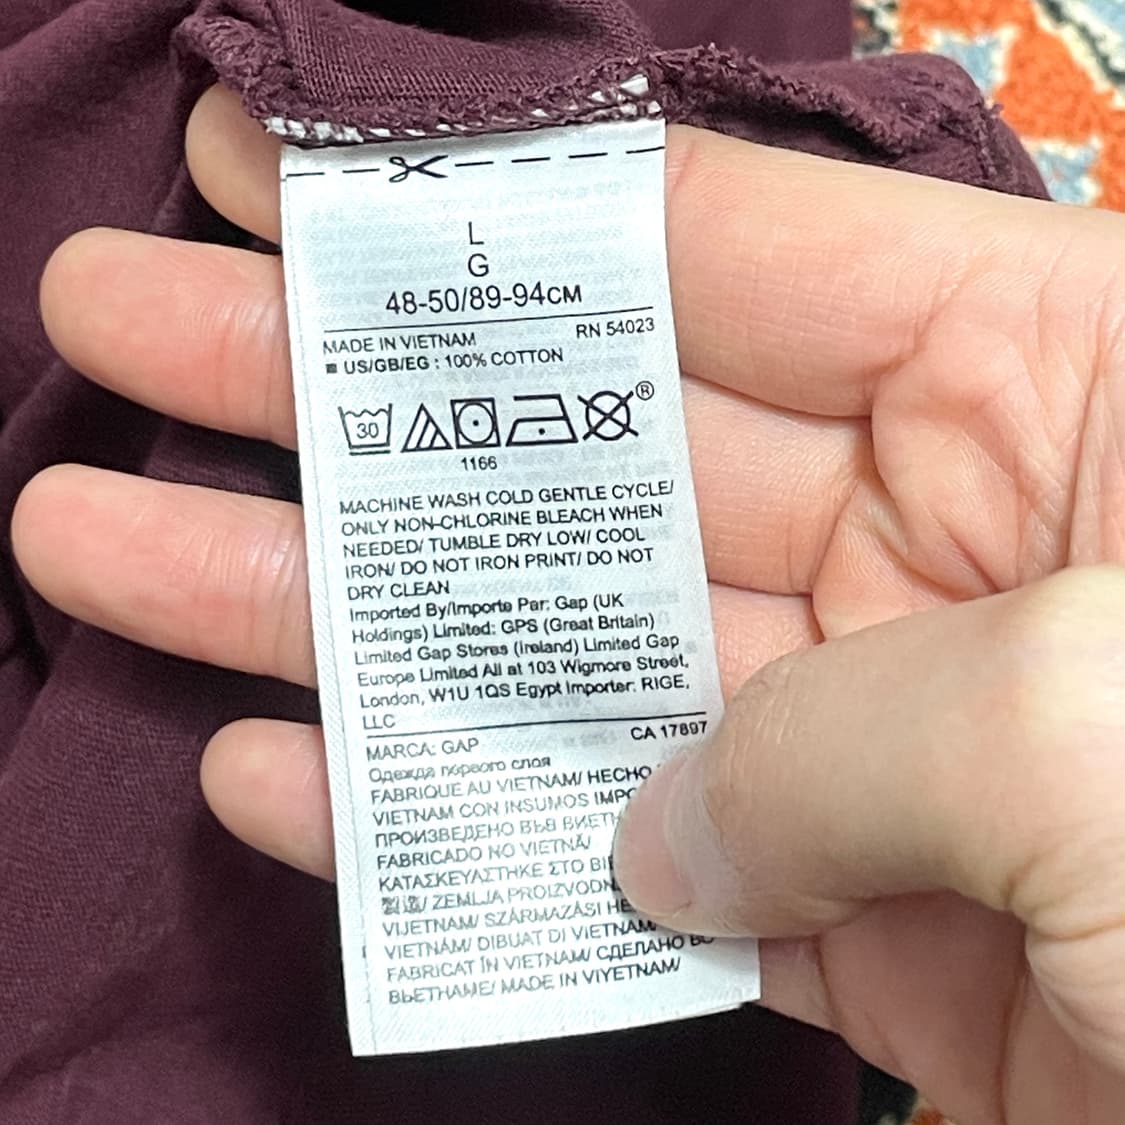 L
G
48-50/89-94CM
MADE IN VIETNAM RN 54023
US/GB/EG : 100% COTTON
30
®
1166
MACHINE WASH COLD GENTLE CYCLE/
ONLY NON-CHLORINE BLEACH WHEN
NEEDED/ TUMBLE DRY LOW/ COOL
IRON/ DO NOT IRON PRINT/ DO NOT
DRY CLEAN
Imported By/Importe Par: Gap (UK
Holdings) Limited: GPS (Great Britain)
Limited Gap Stores (Ireland) Limited Gap
Europe Limited All at 103 Wigmore Street,
London, W1U 1QS Egypt Importer: RIGE,
LLC
MARCA: GAP CA 17897
Одежда первого слоя
FABRIQUE AU VIETNAM/ HECHO
VIETNAM CON INSUMOS
ПРОИЗВЕДЕНО ВЪВ
FABRICADO NO VIETNÃ/
ΚΑΤΑΣΚΕΥΑΣΤΗΚΕ ΣΤΟ
ZEMLJA
VIJETNAM/ SZÁRMAZÁSI
VIETNÁM/ DIBUAT DI VIETNAM/
FABRICAT ÎN VIETNAM/ СДЕЛАНО ВО
ВЬЕТНАМЕ/ MADE IN VIYETNAM/